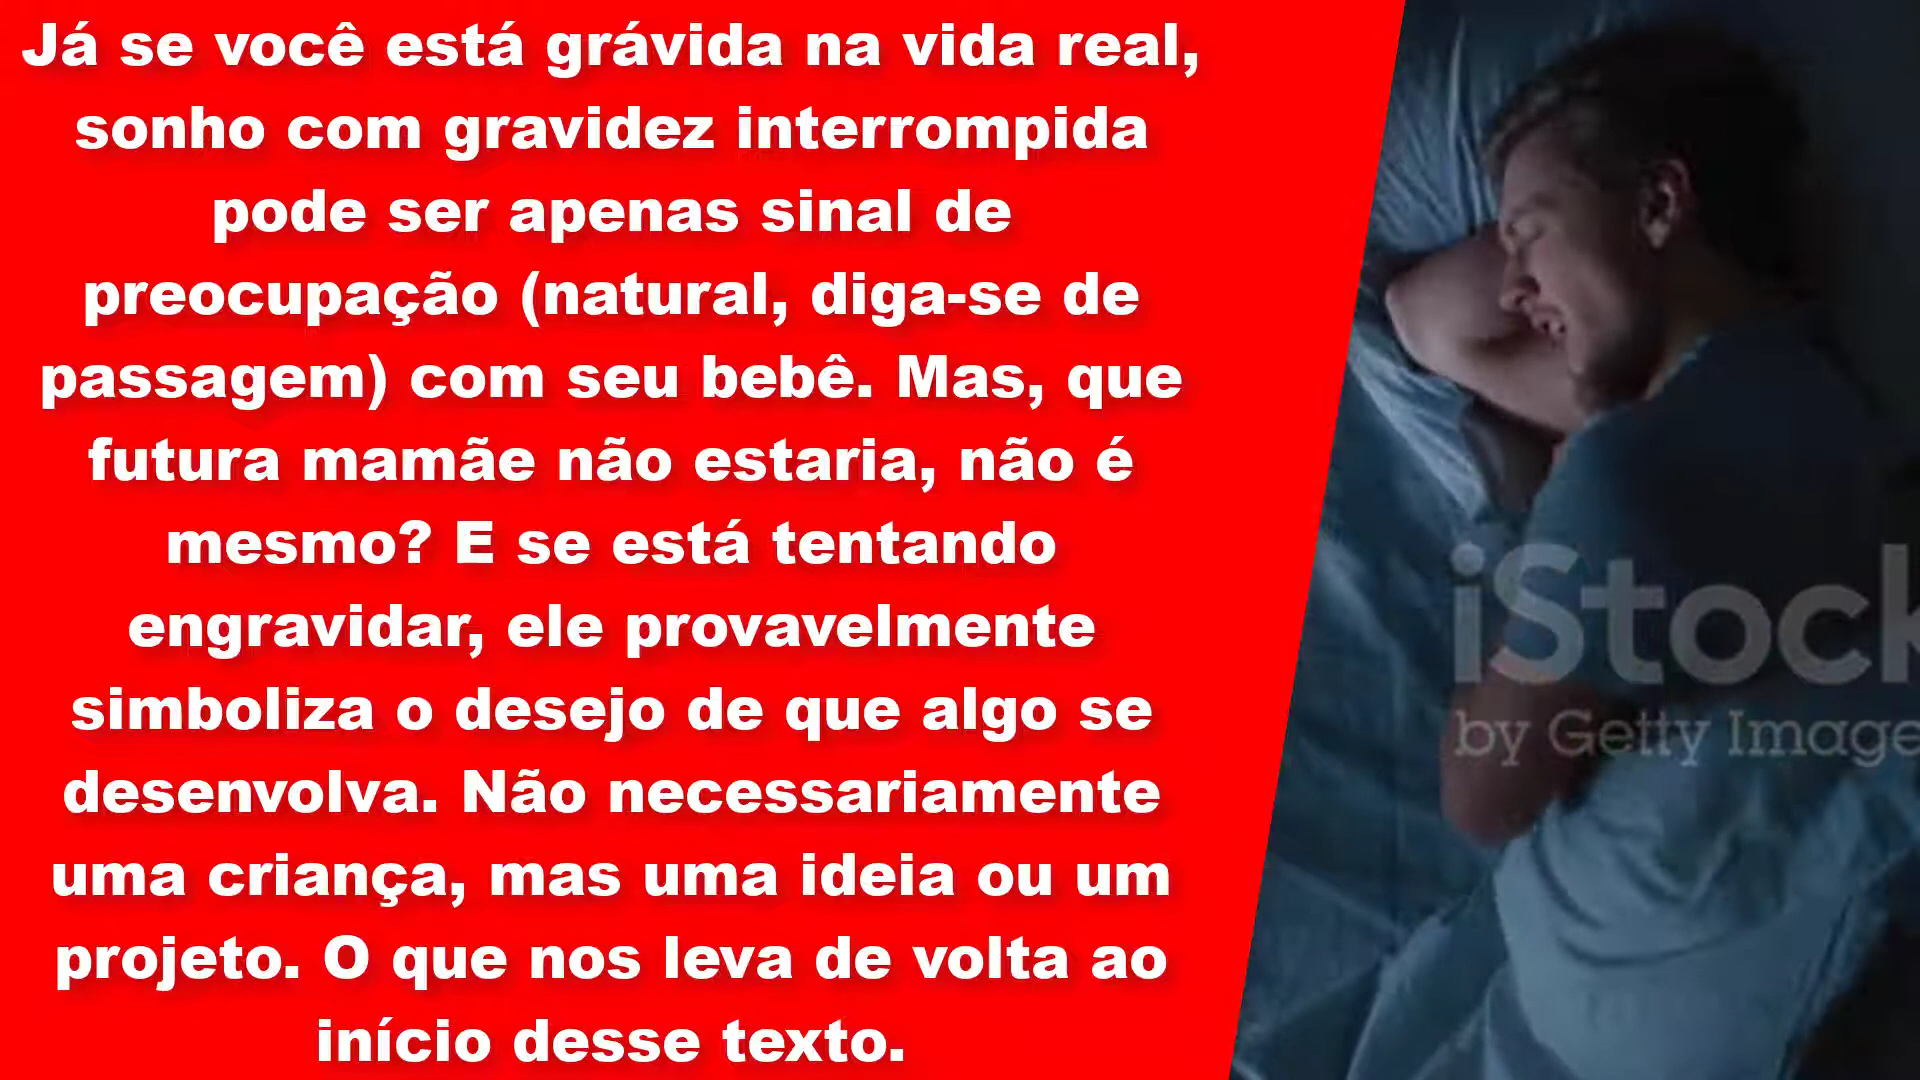 Já se você está grávida na vida real,
sonho com gravidez interrompida
pode ser apenas sinal de
preocupação (natural, diga-se de
passagem) com seu bebê. Mas, que
futura mamãe não estaria, não é
mesmo? E se está tentando
engravidar, ele provavelmente
simboliza o desejo de que algo se
desenvolva. Não necessariamente
uma criança, mas uma ideia ou um
projeto. O que nos leva de volta ao
início desse texto.
iStock
by Getty Image